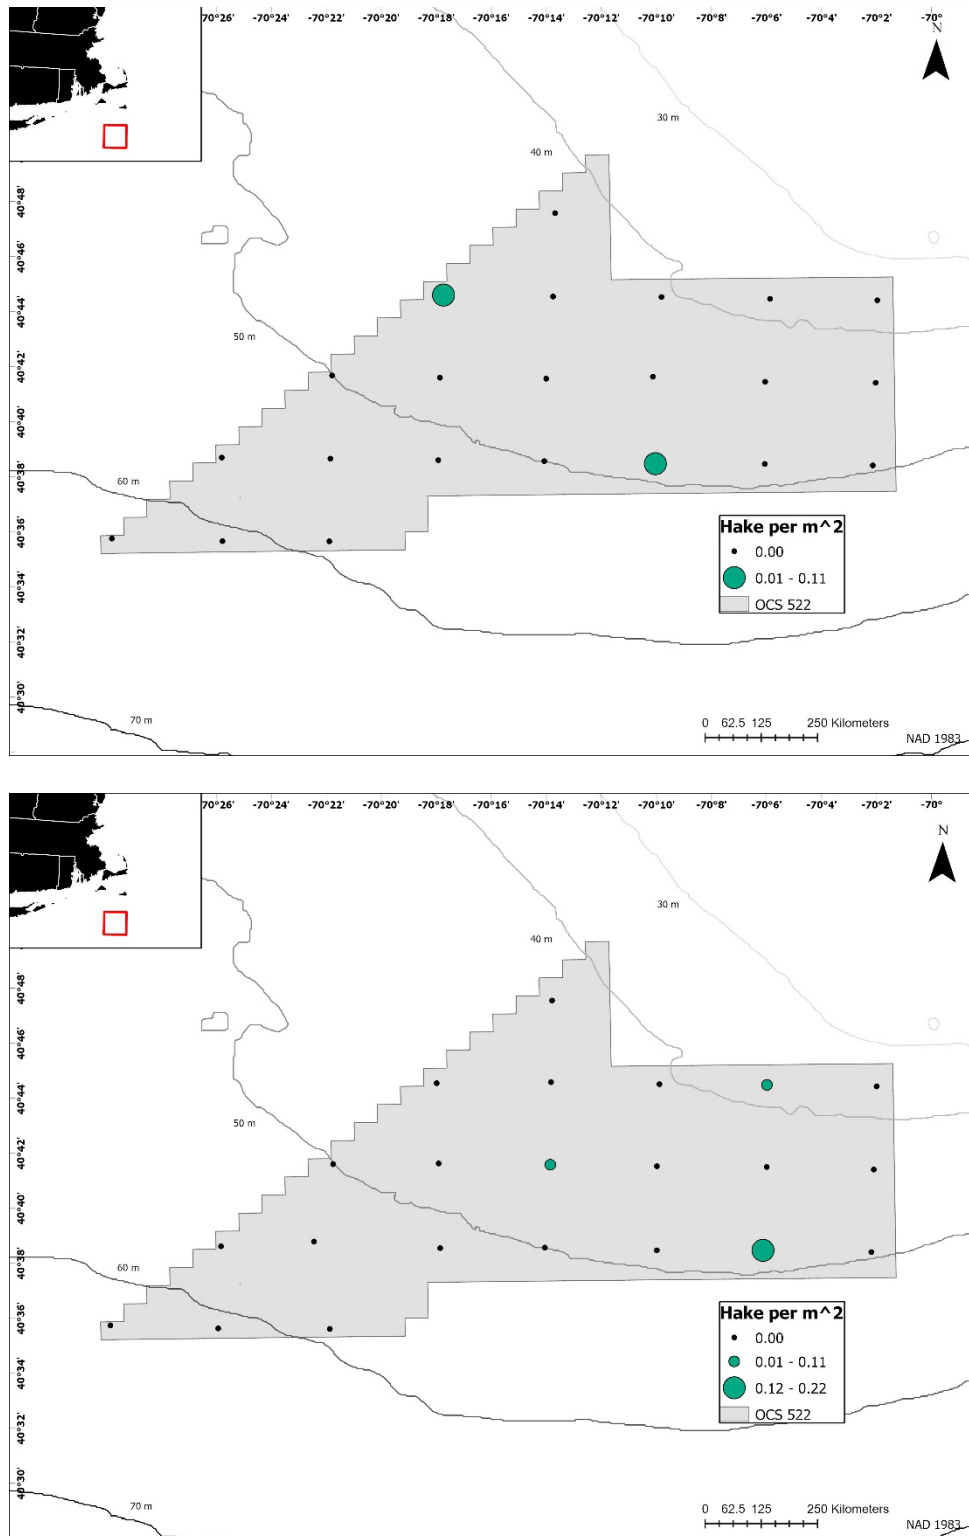 -70°26' -70°22' -70°20' -70°18' -70°16' -70°14' -70°12' -70°10' -70°8' -70°6' -70°4' -70°2' -70°
N
30 m
40 m
40°48'
40°46'
40°44'
50 m
40°42'
40°40'
40°38'
60 m
40°36'
Hake per m^2
0.00
0.01 - 0.11
OCS 522
40°34'
40°32'
40°30'
70 m
0 62.5 125 250 Kilometers
NAD 1983
70°26' -70°22' -70°20' -70°18' -70°16' -70°14' -70°12' -70°10' -70°8' -70°6' -70°4' -70°2' -70°
N
30 m
40 m
40°48'
40°46'
40°44'
50 m
40°42'
40°40'
40°38'
60 m
40°36'
Hake per m^2
0.00
0.01 - 0.11
0.12 - 0.22
OCS 522
40°34'
40°32'
40°30'
70 m
0 62.5 125 250 Kilometers
NAD 1983